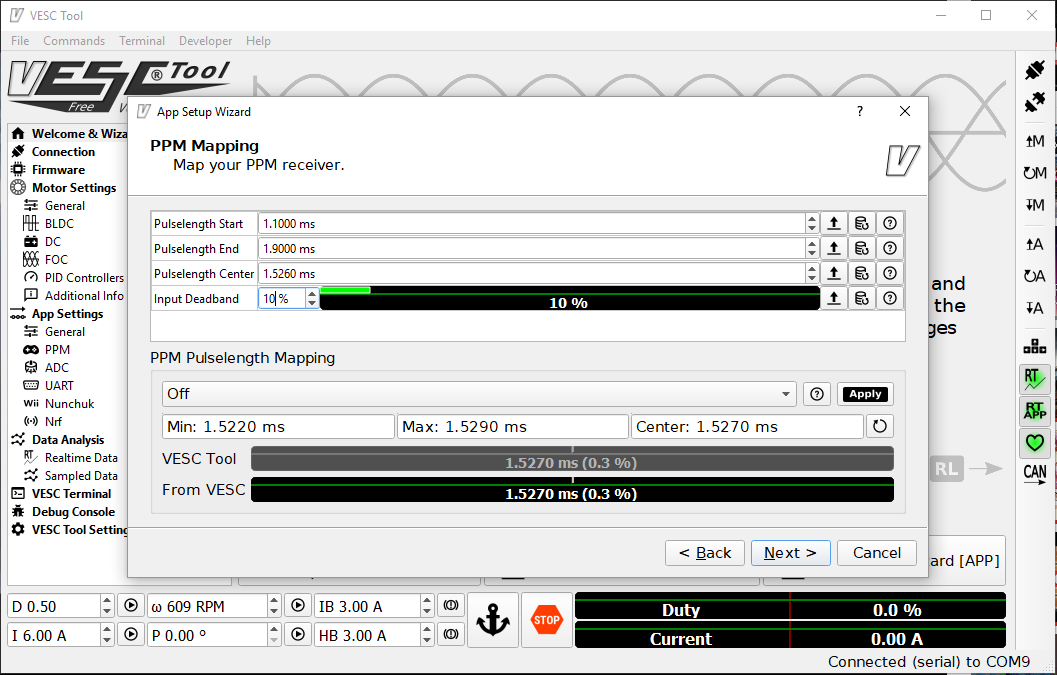 VESC Tool
File Commands Terminal Developer Help
VESC® Tool
Free
App Setup Wizard
?
PPM Mapping
Map your PPM receiver.
Welcome & Wiza
Connection
Firmware
Motor Settings
General
BLDC
DC
FOC
PID Controllers
Additional Info
App Settings
General
PPM
ADC
UART
Nunchuk
Nrf
Data Analysis
Realtime Data
Sampled Data
VESC Terminal
Debug Console
VESC Tool Setting
Pulselength Start 1.1000 ms
Pulselength End 1.9000 ms
Pulselength Center 1.5260 ms
Input Deadband 10 % 10 %
PPM Pulselength Mapping
Off Apply
Min: 1.5220 ms Max: 1.5290 ms Center: 1.5270 ms
VESC Tool 1.5270 ms (0.3 %)
From VESC 1.5270 ms (0.3 %)
< Back Next > Cancel
and
the
ges
RL
ard [APP]
M
M
M
A
A
A
RT
RT
APP
CAN
D 0.50 ω 609 RPM IB 3.00 A
I 6.00 A P 0.00 ° HB 3.00 A
STOP
Duty 0.0 %
Current 0.00 A
Connected (serial) to COM9